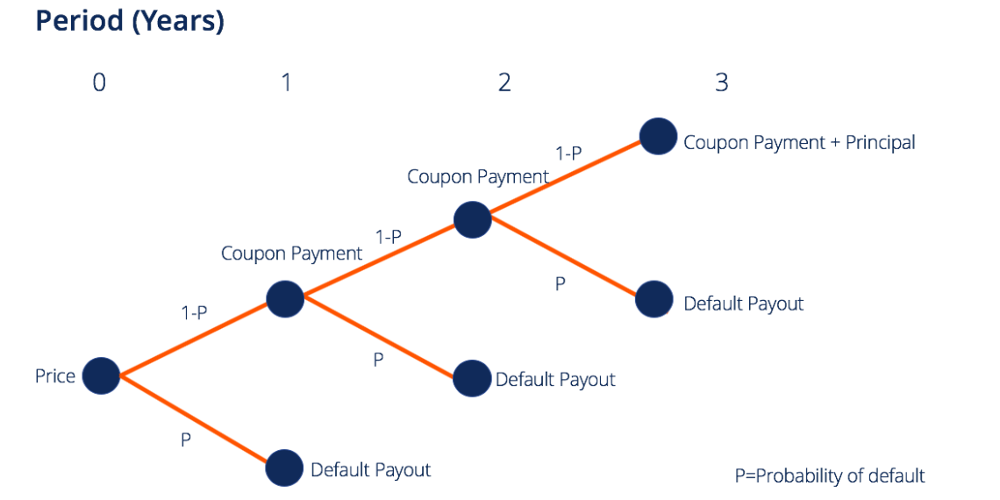 Period (Years)
0 1 2 3
1-P
Coupon Payment + Principal
Coupon Payment
1-P
Coupon Payment
P
Default Payout
1-P
P
Price
Default Payout
P
Default Payout
P=Probability of default